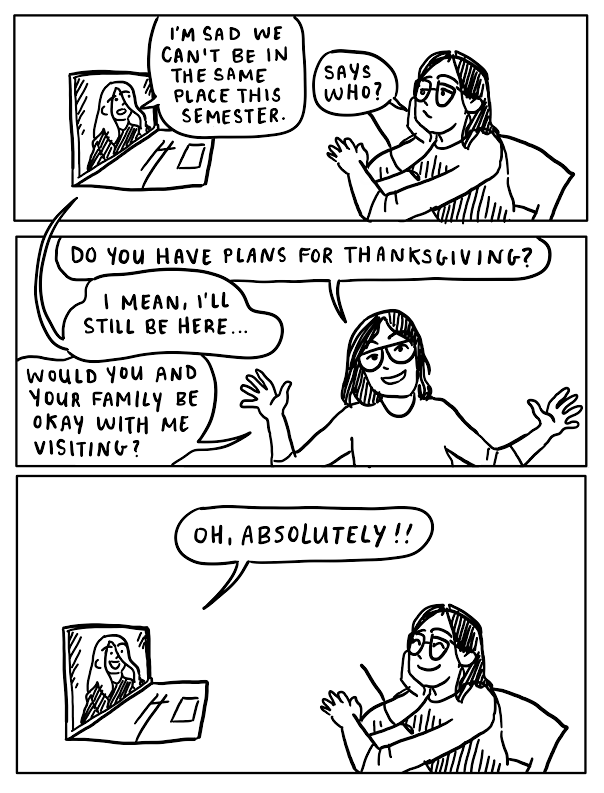 I'M SAD WE
CAN'T BE IN
THE SAME
PLACE THIS
SEMESTER.
SAYS
WHO?
DO YOU HAVE PLANS FOR THANKSGIVING?
I MEAN, I'LL
STILL BE HERE...
WOULD YOU AND
YOUR FAMILY BE
OKAY WITH ME
VISITING?
OH, ABSOLUTELY!!